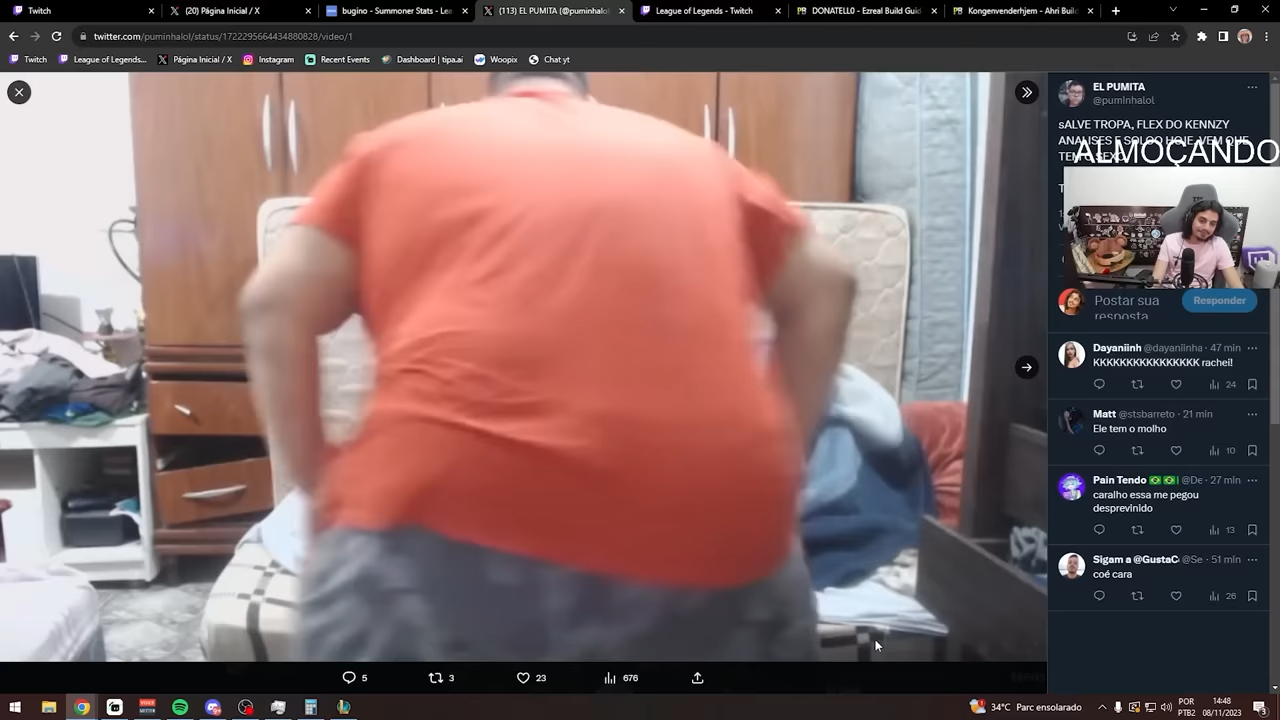 Twitch
(20) Página Inicial / X
bugino - Summoner Stats - Lea
(113) EL PUMITA (@puminhalol
League of Legends - Twitch
DONATELL0 - Ezreal Build Guid
Kongenvenderhjem - Ahri Buil
twitter.com/puminhalol/status/1722295664434880828/video/1
Twitch
League of Legends...
Página Inicial / X
Instagram
Recent Events
Dashboard | tipa.ai
Woopix
Chat yt
EL PUMITA
@puminhalol
sALVE TROPA, FLEX DO KENNZY
ANALISES E SOLOQ HOJE, VEM QUE
ALMOÇANDO
Postar sua
resposta
Responder
Dayaniinh @dayaniinha · 47 min
KKKKKKKKKKKKKKKK rachei!
24
Matt @stsbarreto · 21 min
Ele tem o molho
10
Pain Tendo @De · 27 min
caralho essa me pegou
desprevinido
13
Sigam a @GustaC @Se · 51 min
coé cara
26
5
3
23
676
34°C Parc ensolarado
POR
PTB2
14:48
08/11/2023
3